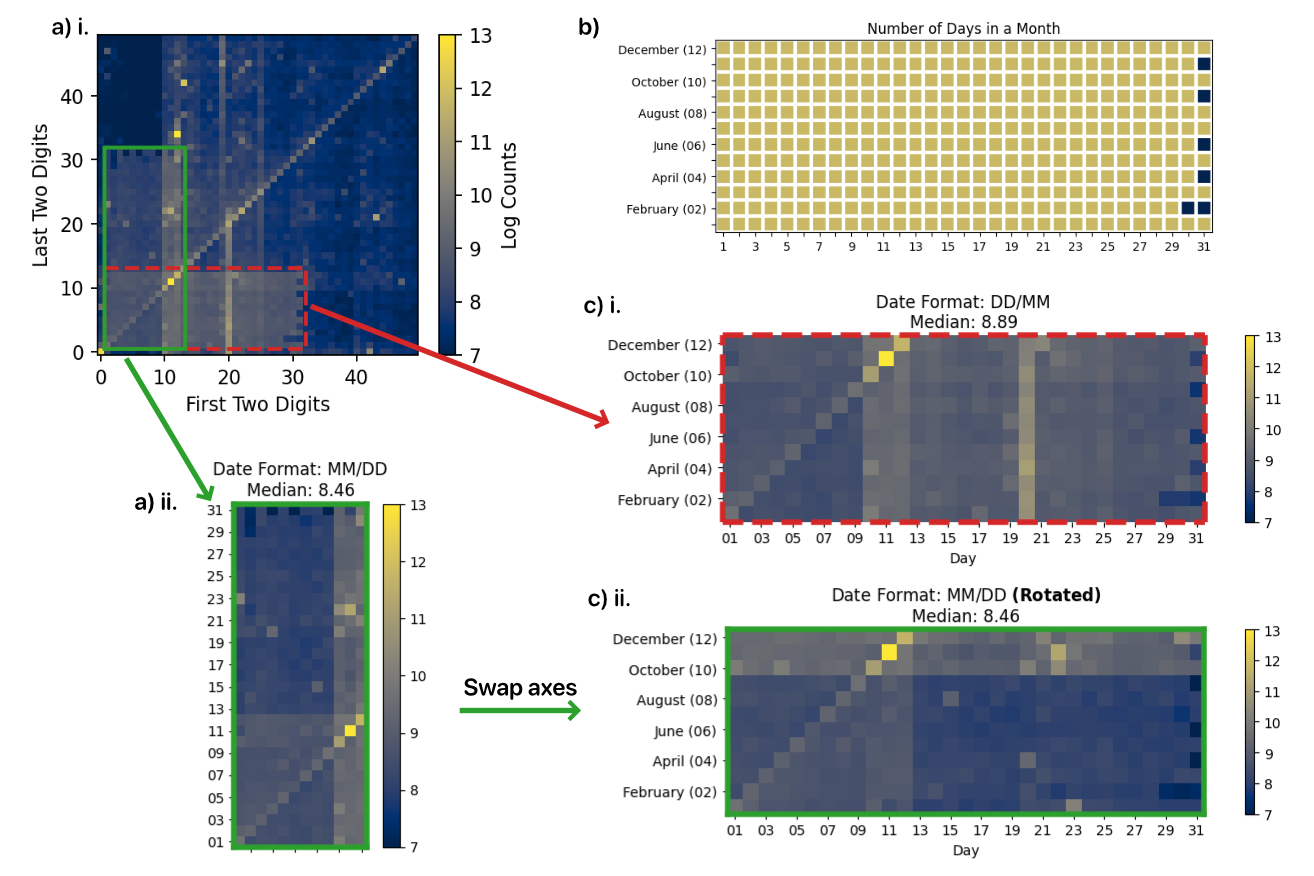 a) i.
Last Two Digits
40
30
20
10
0
0 10 20 30 40
First Two Digits
13
12
11
10
9
8
7
Log Counts
b)
Number of Days in a Month
December (12)
October (10)
August (08)
June (06)
April (04)
February (02)
1 3 5 7 9 11 13 15 17 19 21 23 25 27 29 31
c) i.
Date Format: DD/MM
Median: 8.89
December (12)
October (10)
August (08)
June (06)
April (04)
February (02)
01 03 05 07 09 11 13 15 17 19 21 23 25 27 29 31
Day
13
12
11
10
9
8
7
a) ii.
Date Format: MM/DD
Median: 8.46
31
29
27
25
23
21
19
17
15
13
11
09
07
05
03
01
13
12
11
10
9
8
7
Swap axes
c) ii.
Date Format: MM/DD (Rotated)
Median: 8.46
December (12)
October (10)
August (08)
June (06)
April (04)
February (02)
01 03 05 07 09 11 13 15 17 19 21 23 25 27 29 31
Day
13
12
11
10
9
8
7